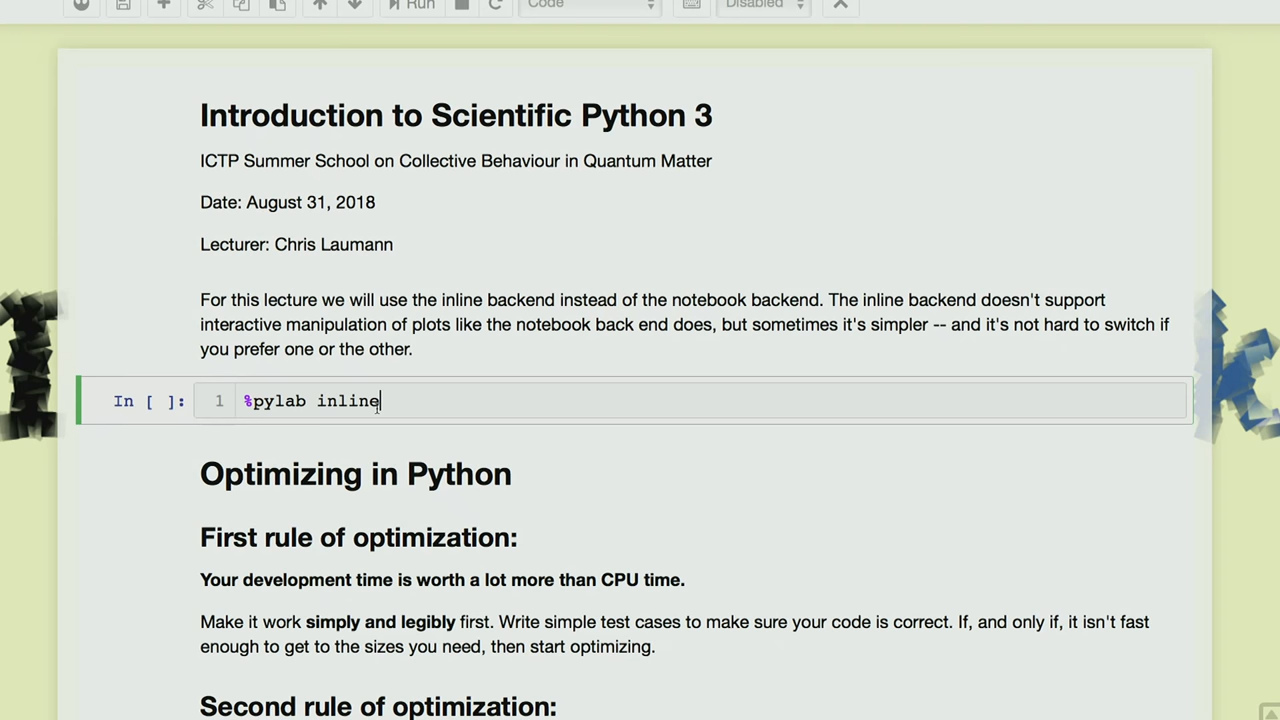 Run
Code
Disabled
Introduction to Scientific Python 3
ICTP Summer School on Collective Behaviour in Quantum Matter
Date: August 31, 2018
Lecturer: Chris Laumann
For this lecture we will use the inline backend instead of the notebook backend. The inline backend doesn't support
interactive manipulation of plots like the notebook back end does, but sometimes it's simpler -- and it's not hard to switch if
you prefer one or the other.
In [ ]: 1 %pylab inline
Optimizing in Python
First rule of optimization:
Your development time is worth a lot more than CPU time.
Make it work simply and legibly first. Write simple test cases to make sure your code is correct. If, and only if, it isn't fast
enough to get to the sizes you need, then start optimizing.
Second rule of optimization: